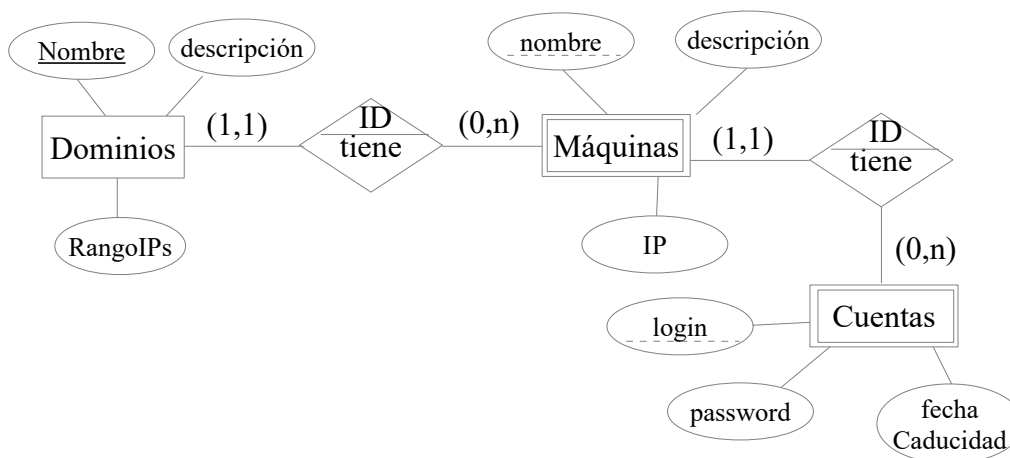 Nombre
descripción
nombre
descripción
Dominios
(1,1)
ID
tiene
(0,n)
Máquinas
(1,1)
ID
tiene
RangoIPs
IP
(0,n)
login
Cuentas
password
fecha
Caducidad